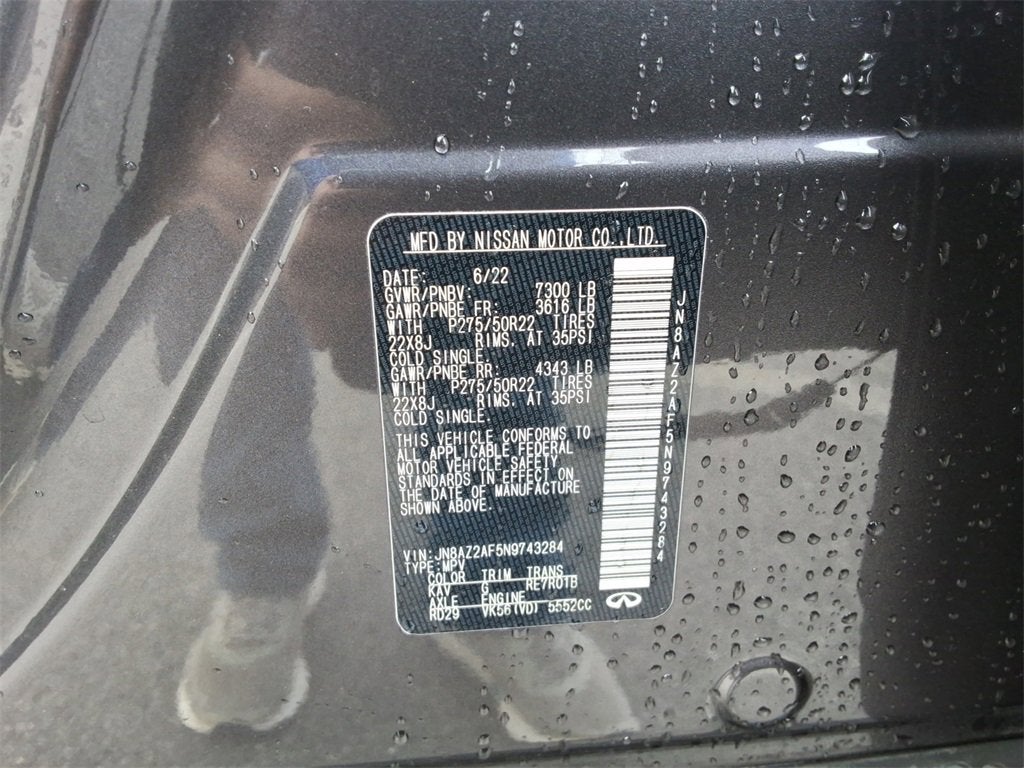 MFD BY NISSAN MOTOR CO.,LTD.
DATE: 6/22
GVWR/PNBV: 7300 LB
GAWR/PNBE FR: 3616 LB
WITH P275/50R22 TIRES
22X8J RIMS. AT 35PSI
COLD SINGLE.
GAWR/PNBE RR: 4343 LB
WITH P275/50R22 TIRES
22X8J RIMS. AT 35PSI
COLD SINGLE.
THIS VEHICLE CONFORMS TO
ALL APPLICABLE FEDERAL
MOTOR VEHICLE SAFETY
STANDARDS IN EFFECT ON
THE DATE OF MANUFACTURE
SHOWN ABOVE.
VIN:JN8AZ2AF5N9743284
TYPE:MPV
COLOR TRIM TRANS
KAV G RE7R01B
AXLE ENGINE
RD29 VK56(VD) 5552CC
JN8AZ2AF5N9743284